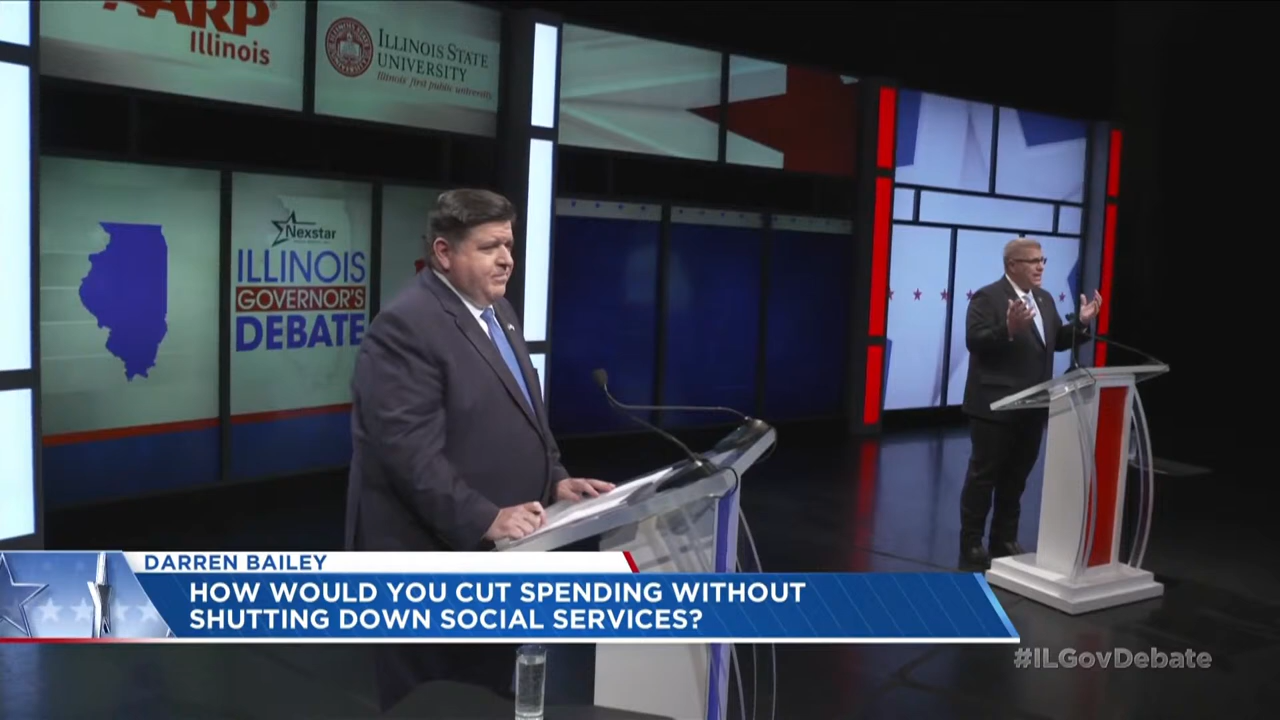 AARP
Illinois
ILLINOIS STATE
UNIVERSITY
Illinois' first public university
Nexstar
ILLINOIS
GOVERNOR'S
DEBATE
DARREN BAILEY
HOW WOULD YOU CUT SPENDING WITHOUT
SHUTTING DOWN SOCIAL SERVICES?
#ILGovDebate